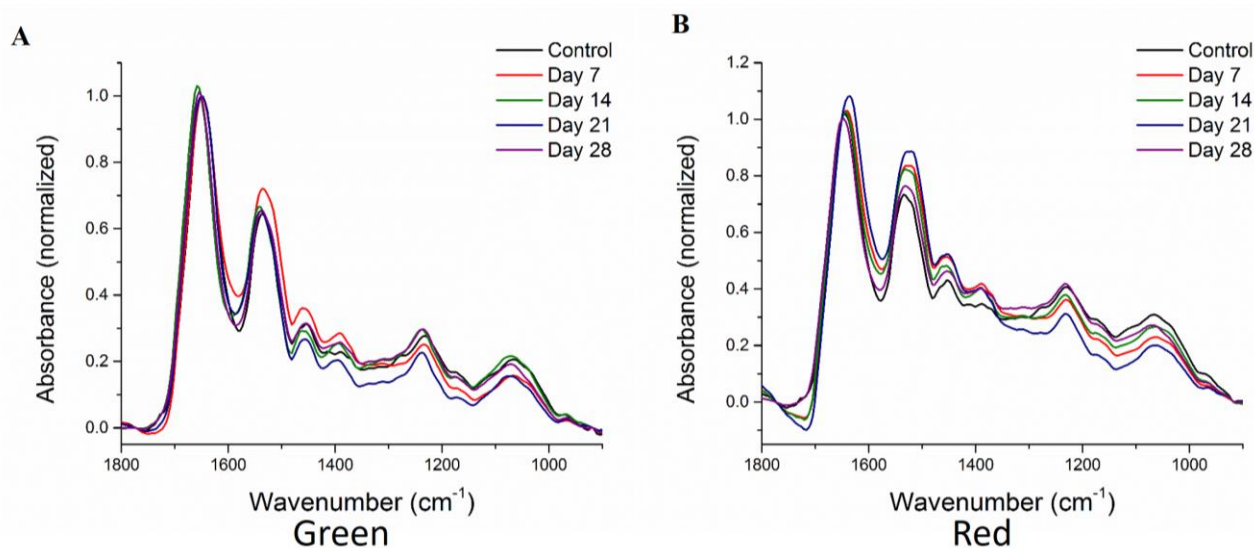 A
Control
Day 7
Day 14
Day 21
Day 28
1.0
0.8
0.6
0.4
0.2
0.0
Absorbance (normalized)
1800 1600 1400 1200 1000
Wavenumber (cm⁻¹)
Green
B
Control
Day 7
Day 14
Day 21
Day 28
1.2
1.0
0.8
0.6
0.4
0.2
0.0
Absorbance (normalized)
1800 1600 1400 1200 1000
Wavenumber (cm⁻¹)
Red